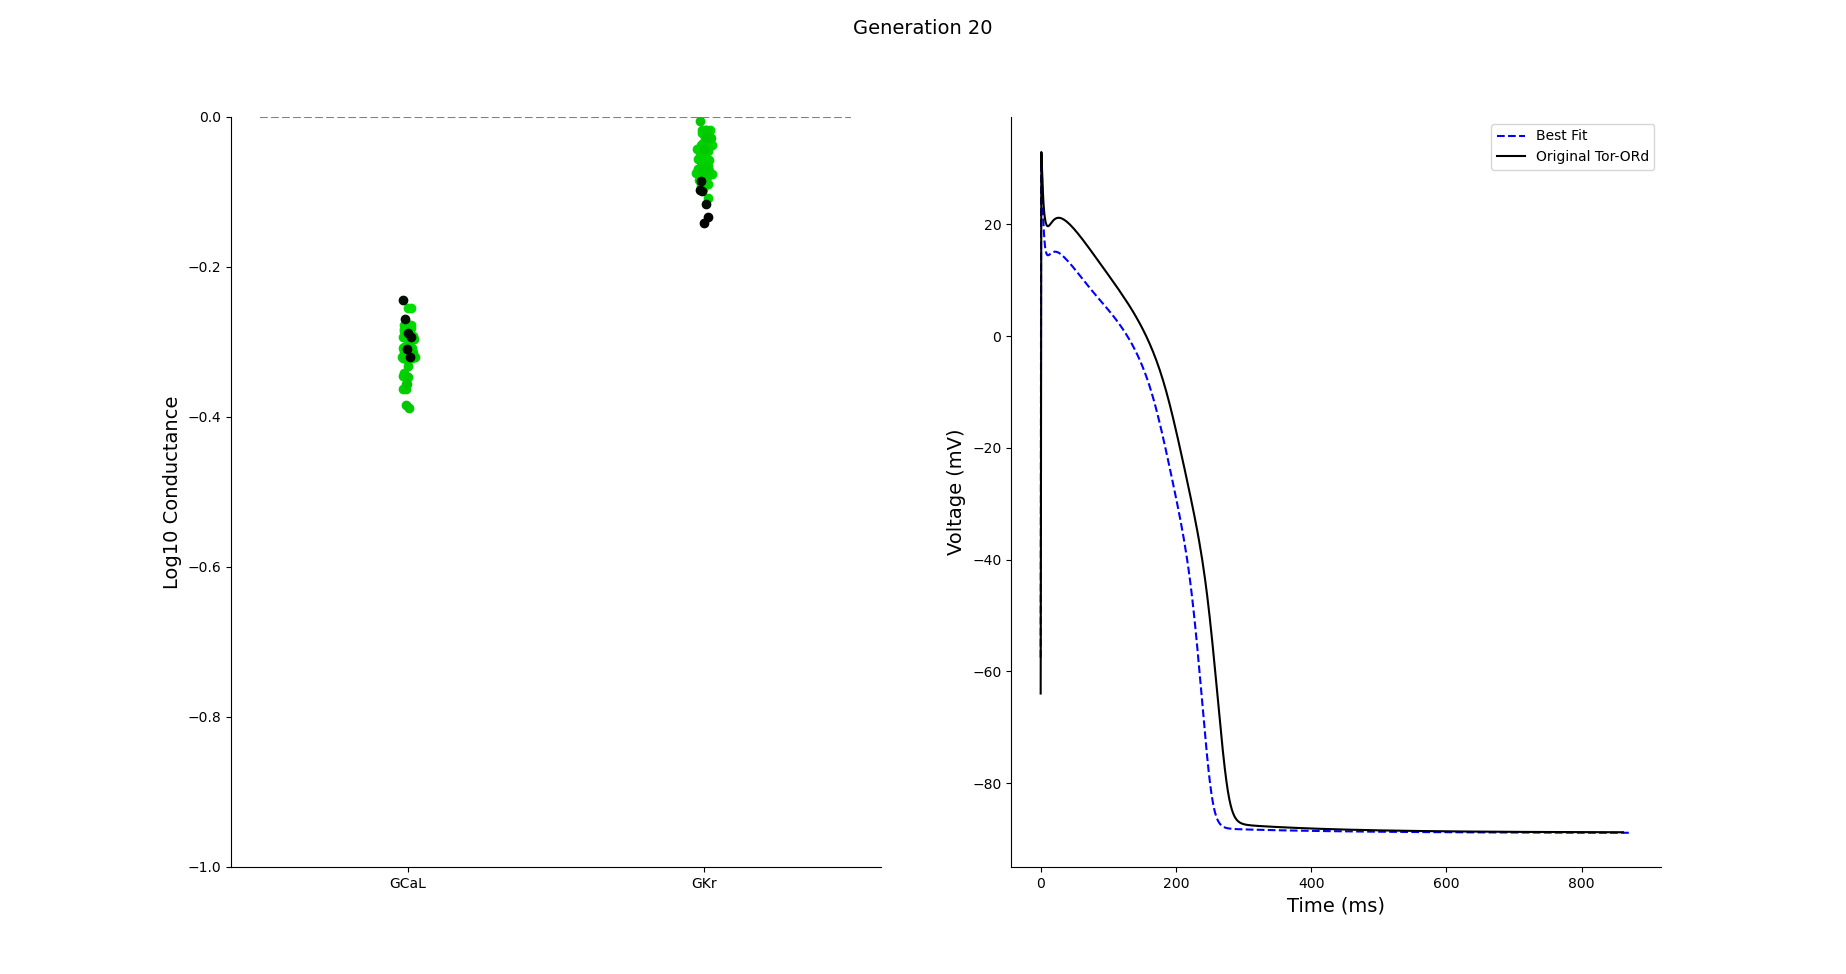 Generation 20
Log10 Conductance
0.0
−0.2
−0.4
−0.6
−0.8
−1.0
GCaL
GKr
Voltage (mV)
20
0
−20
−40
−60
−80
0
200
400
600
800
Time (ms)
Best Fit
Original Tor-ORd